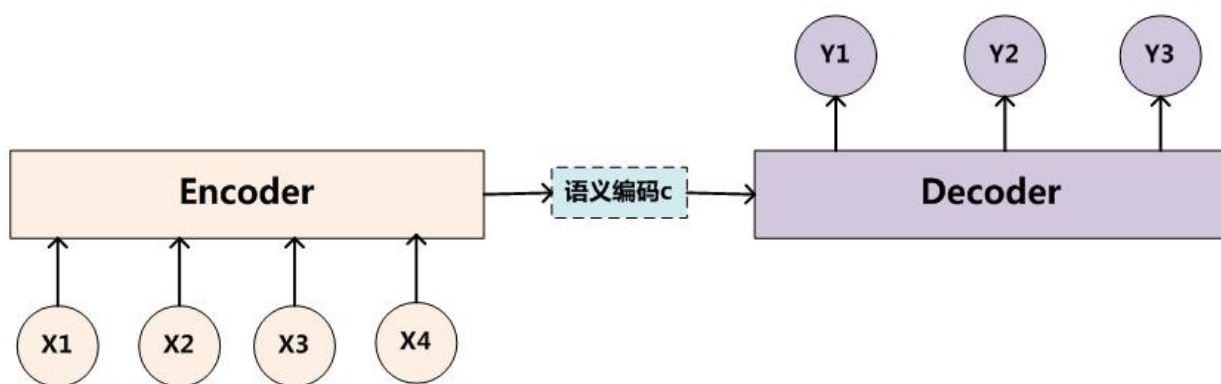 Y1 Y2 Y3
Encoder 语义编码c Decoder
X1 X2 X3 X4